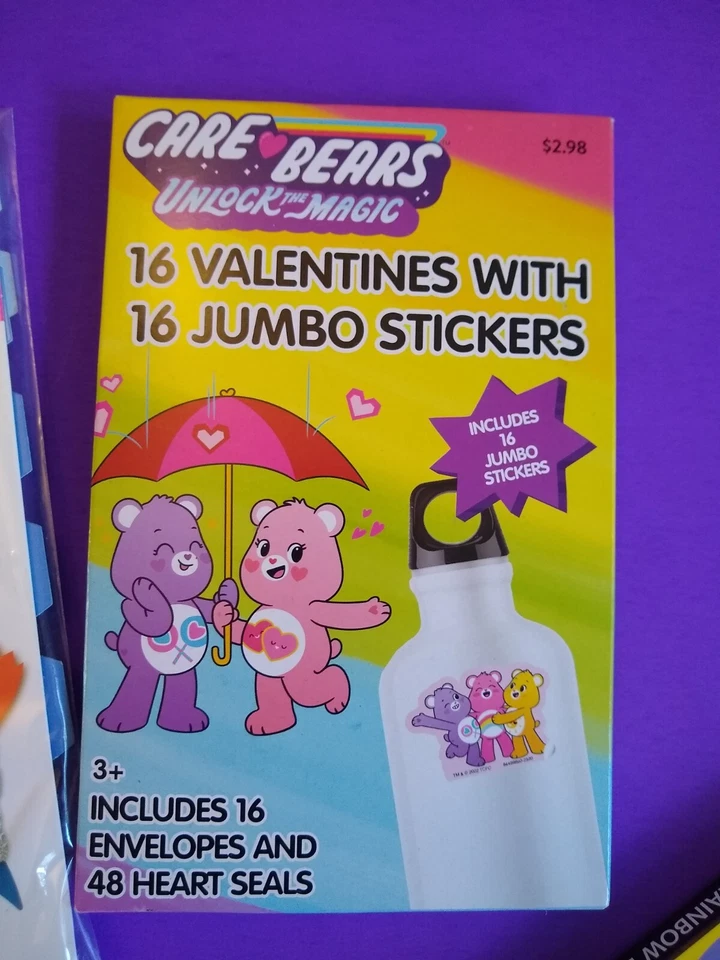 CARE BEARS
UNLOCK THE MAGIC
$2.98
16 VALENTINES WITH
16 JUMBO STICKERS
INCLUDES
16
JUMBO
STICKERS
3+
INCLUDES 16
ENVELOPES AND
48 HEART SEALS
AINBOW